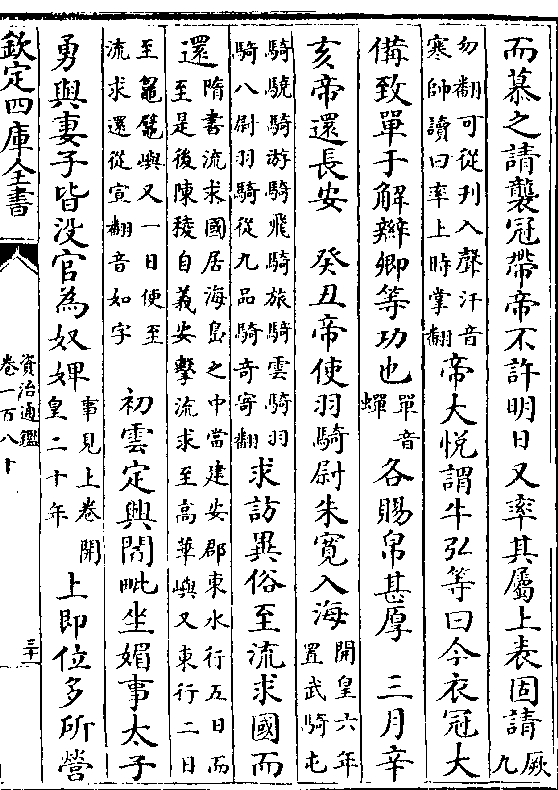 而慕之請襲冠帶帝不許明日又率其屬上表固請厥九
勿翻可從刋入聲汗音
寒帥讀曰率上時掌翻
帝大悦謂牛弘等曰今衣冠大
備致單于解辮卿等功也
單音
蟬
各賜帛甚厚　三月辛
亥帝還長安　癸丑帝使羽騎尉朱寛入海
開皇六年
置武騎屯
騎驍騎游騎飛騎旅騎雲騎羽
騎八尉羽騎從九品騎奇寄翻
求訪異俗至流求國而
還
隋書流求國居海島之中當建安郡東水行五日而
至是後陳稜自義安擊流求至高華嶼又東行二日
至鼊嶼又一日便至
流求還從宣翻音如字
初雲定興閻毗坐媚事太子
勇與妻子皆没官為奴婢
事見上卷開
皇二十年
上即位多所營
欽定四庫全書
資治通鑑
卷一百八十
三十